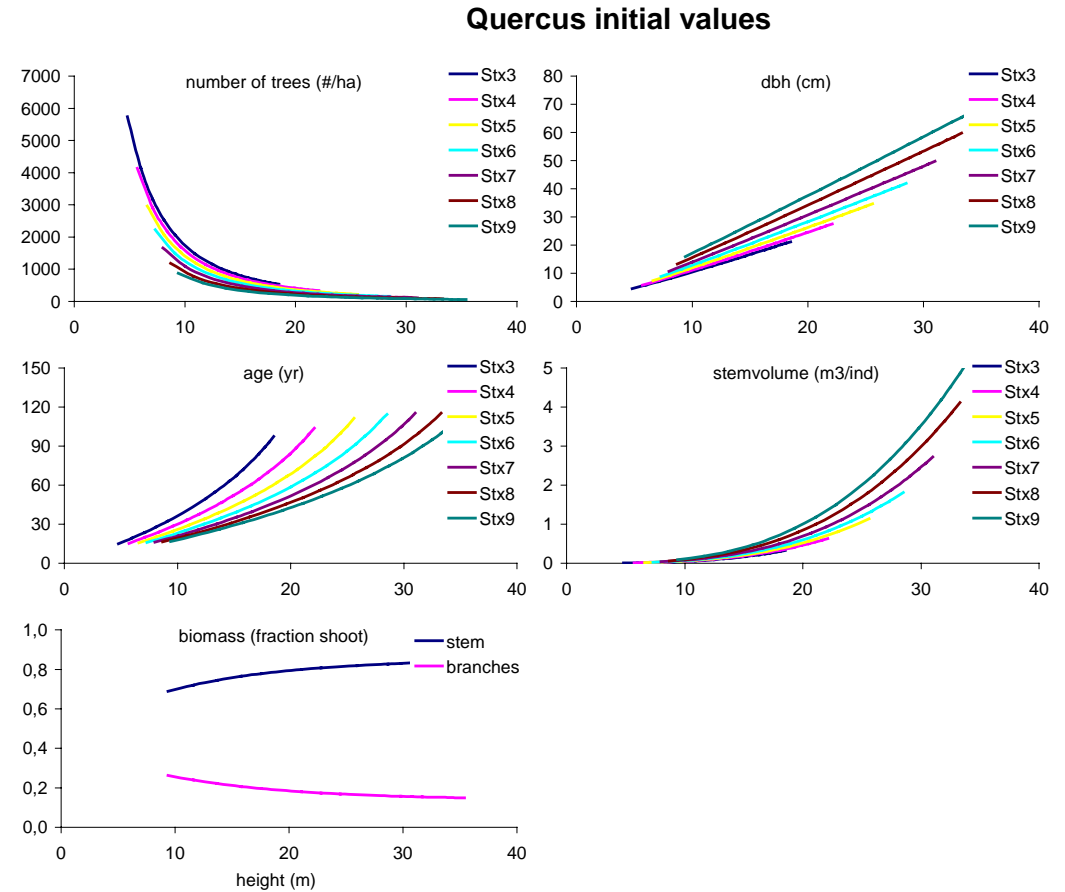 Quercus initial values
number of trees (#/ha)
7000
6000
5000
4000
3000
2000
1000
0
0 10 20 30 40
Stx3
Stx4
Stx5
Stx6
Stx7
Stx8
Stx9
dbh (cm)
80
70
60
50
40
30
20
10
0
0 10 20 30 40
Stx3
Stx4
Stx5
Stx6
Stx7
Stx8
Stx9
age (yr)
150
120
90
60
30
0
0 10 20 30 40
Stx3
Stx4
Stx5
Stx6
Stx7
Stx8
Stx9
stemvolume (m3/ind)
5
4
3
2
1
0
0 10 20 30 40
Stx3
Stx4
Stx5
Stx6
Stx7
Stx8
Stx9
biomass (fraction shoot)
1,0
0,8
0,6
0,4
0,2
0,0
0 10 20 30 40
stem
branches
height (m)